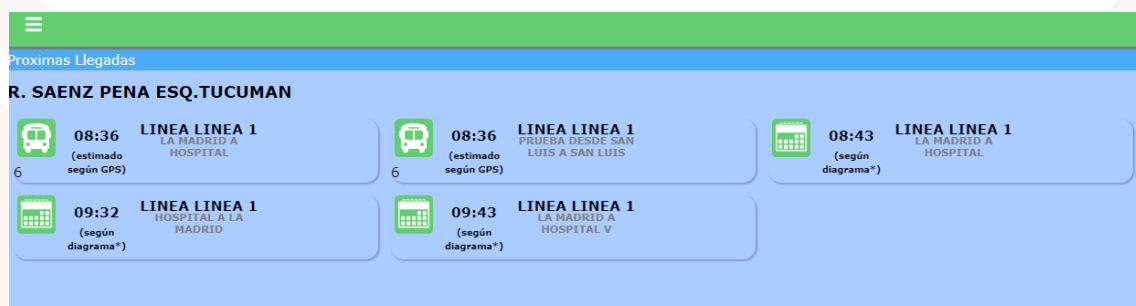 Proximas Llegadas
R. SAENZ PENA ESQ.TUCUMAN
08:36
(estimado
según GPS)
6
LINEA LINEA 1
LA MADRID A
HOSPITAL
08:36
(estimado
según GPS)
6
LINEA LINEA 1
PRUEBA DESDE SAN
LUIS A SAN LUIS
08:43
(según
diagrama*)
LINEA LINEA 1
LA MADRID A
HOSPITAL
09:32
(según
diagrama*)
LINEA LINEA 1
HOSPITAL A LA
MADRID
09:43
(según
diagrama*)
LINEA LINEA 1
LA MADRID A
HOSPITAL V